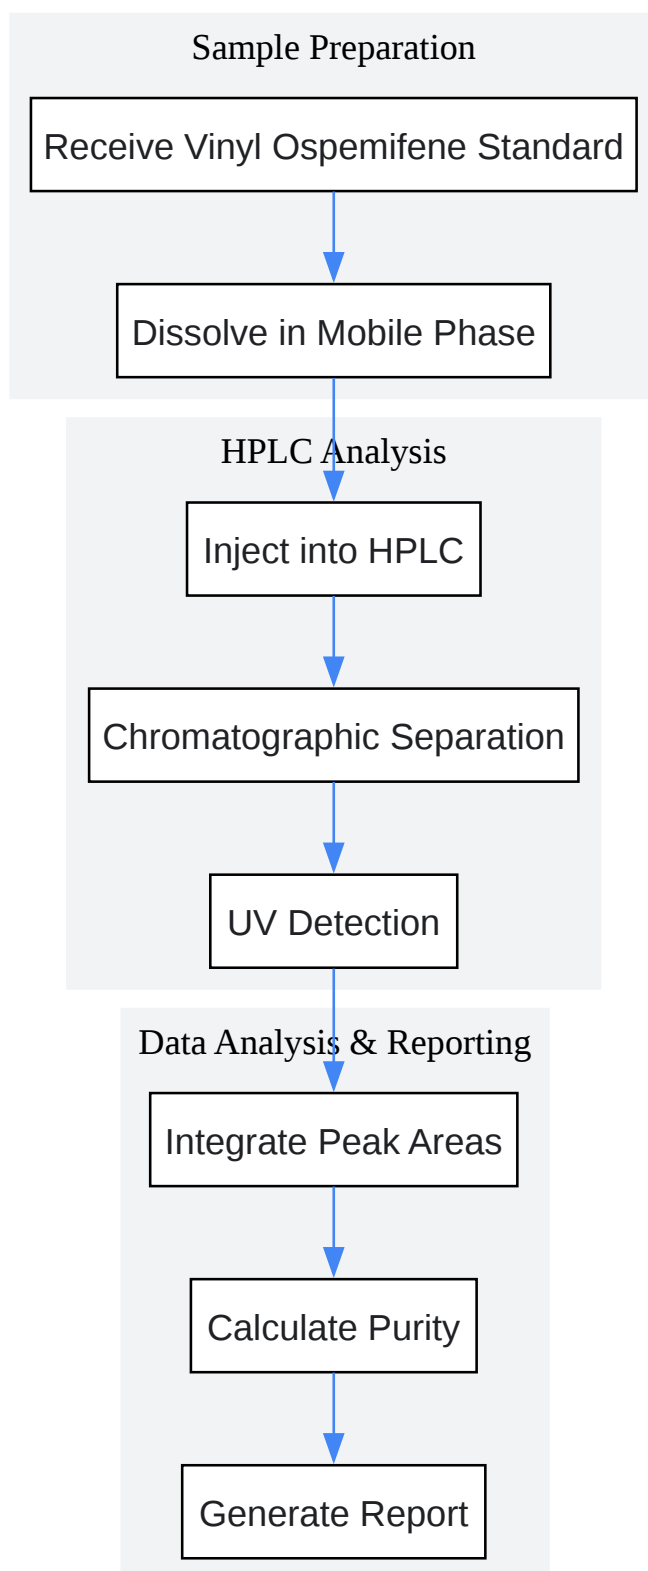 Sample Preparation
Receive Vinyl Ospemifene Standard
Dissolve in Mobile Phase
HPLC Analysis
Inject into HPLC
Chromatographic Separation
UV Detection
Data Analysis & Reporting
Integrate Peak Areas
Calculate Purity
Generate Report